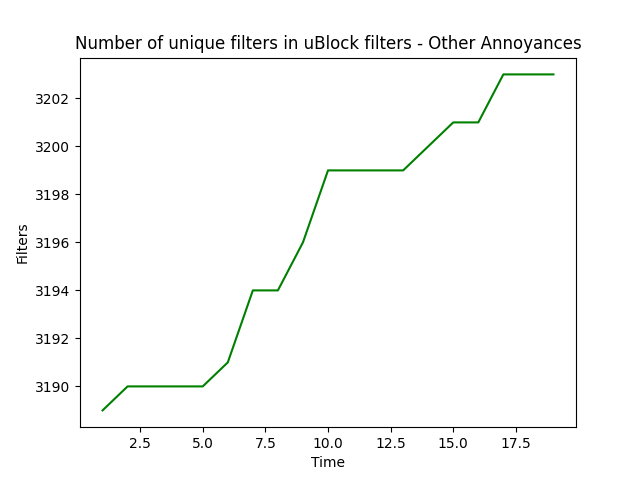 Number of unique filters in uBlock filters - Other Annoyances
3202
3200
3198
3196
3194
3192
3190
Filters
2.5 5.0 7.5 10.0 12.5 15.0 17.5
Time